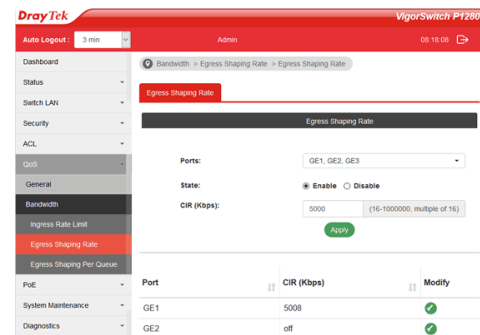 DrayTek
VigorSwitch P1280
Auto Logout :
3 min
Admin
08:18:08
Dashboard
Status
Switch LAN
Security
ACL
QoS
General
Bandwidth
Ingress Rate Limit
Egress Shaping Rate
Egress Shaping Per Queue
PoE
System Maintenance
Diagnostics
Bandwidth > Egress Shaping Rate > Egress Shaping Rate
Egress Shaping Rate
Egress Shaping Rate
Ports:
GE1, GE2, GE3
State:
Enable
Disable
CIR (Kbps):
5000
(16-1000000, multiple of 16)
Apply
Port
CIR (Kbps)
Modify
GE1
5008
GE2
off